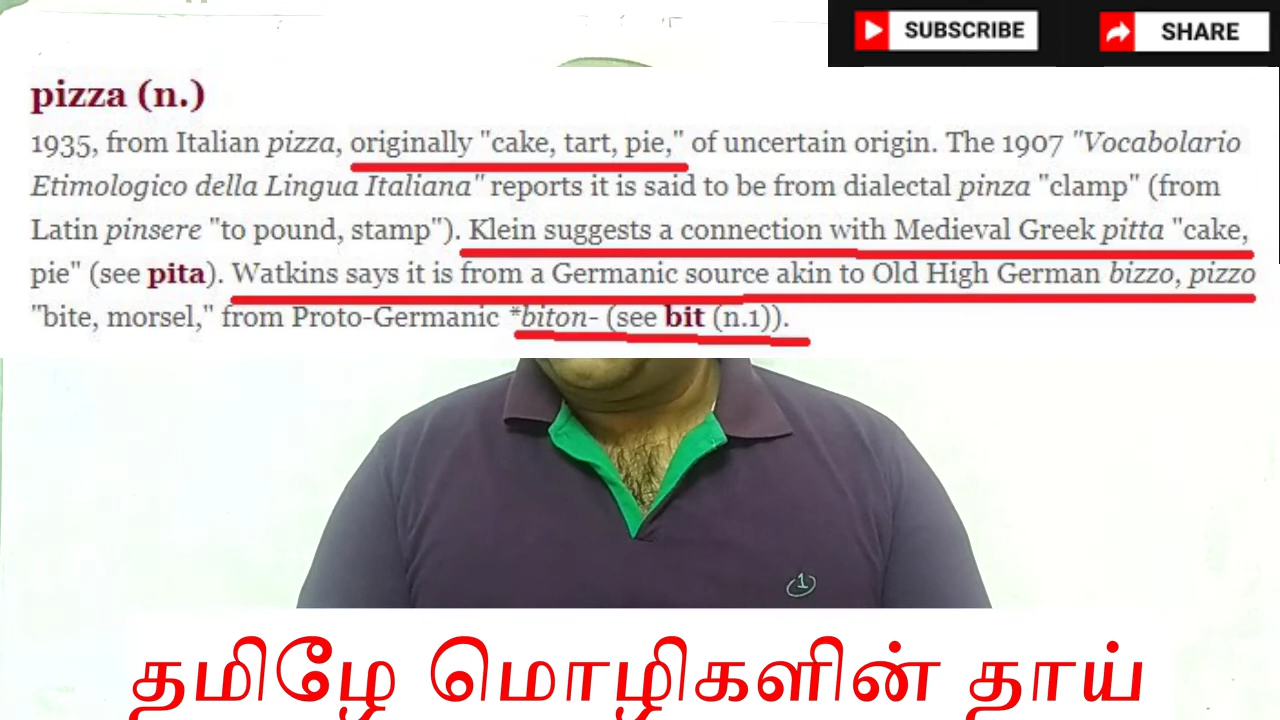 SUBSCRIBE
SHARE
pizza (n.)
1935, from Italian pizza, originally "cake, tart, pie," of uncertain origin. The 1907 "Vocabolario
Etimologico della Lingua Italiana" reports it is said to be from dialectal pinza "clamp" (from
Latin pinsere "to pound, stamp"). Klein suggests a connection with Medieval Greek pitta "cake,
pie" (see pita). Watkins says it is from a Germanic source akin to Old High German bizzo, pizzo
"bite, morsel," from Proto-Germanic *biton- (see bit (n.1)).
1
தமிழே மொழிகளின் தாய்